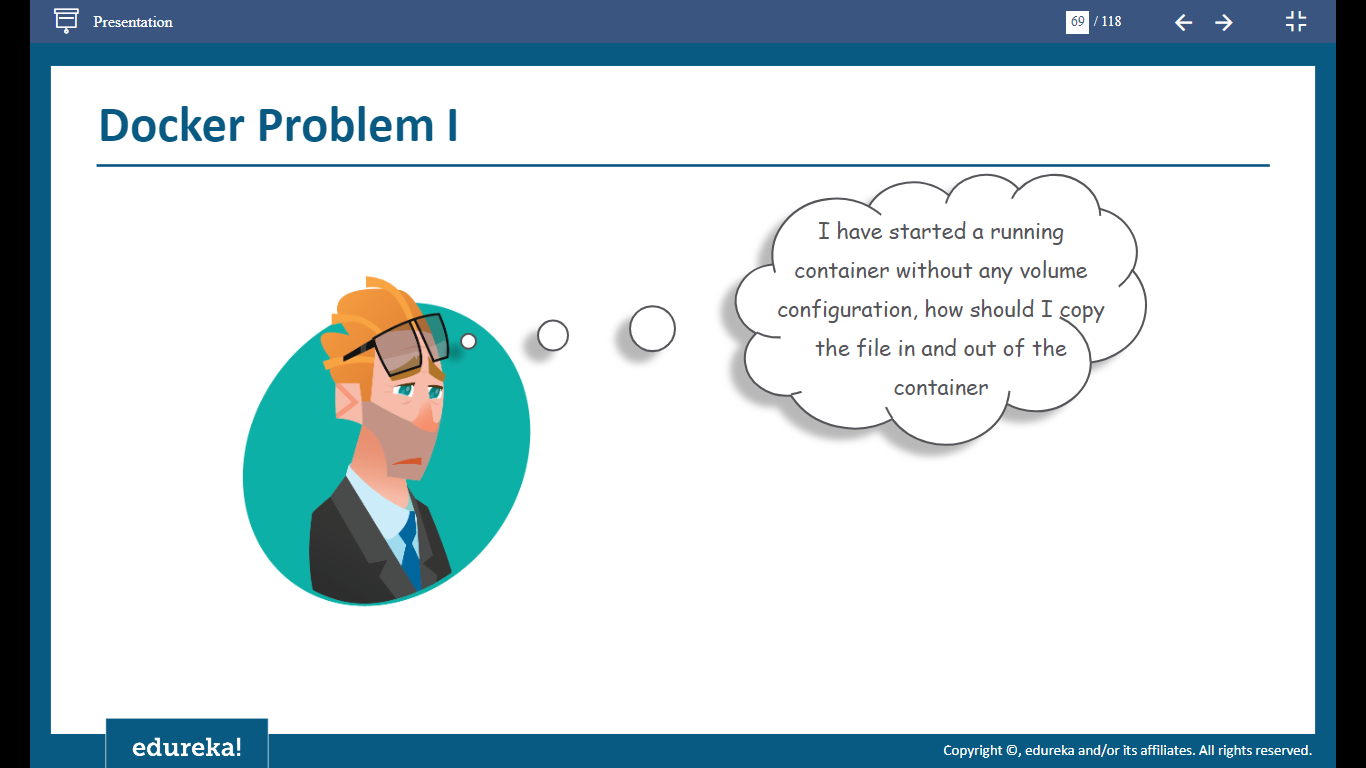 Presentation
69 / 118
Docker Problem I
I have started a running
container without any volume
configuration, how should I copy
the file in and out of the
container
edureka!
Copyright ©, edureka and/or its affiliates. All rights reserved.